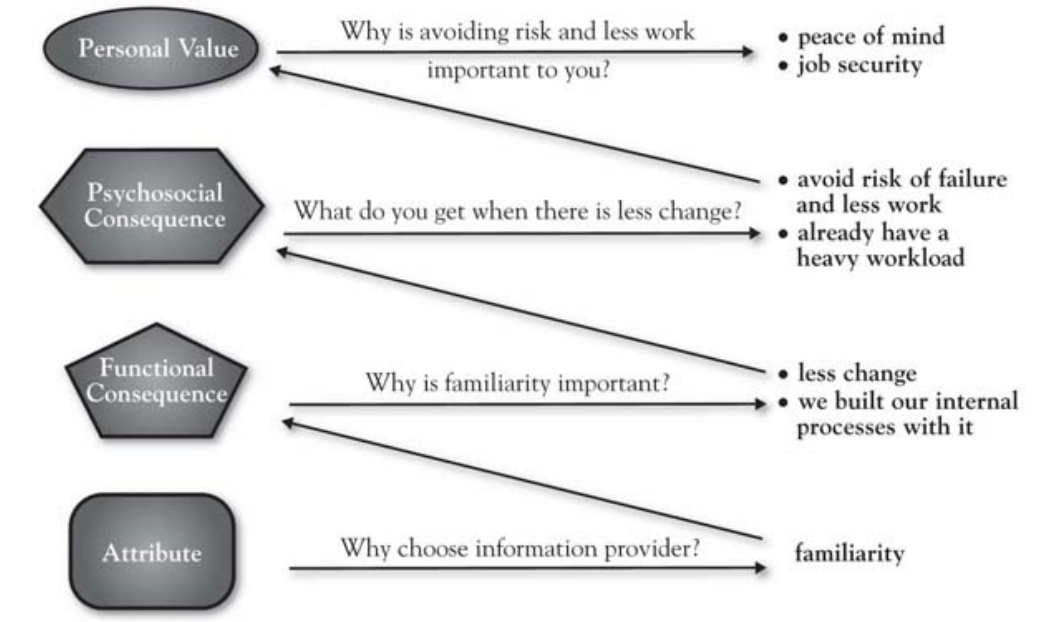 Personal Value
Why is avoiding risk and less work
important to you?
• peace of mind
• job security
Psychosocial
Consequence
What do you get when there is less change?
• avoid risk of failure
and less work
• already have a
heavy workload
Functional
Consequence
Why is familiarity important?
• less change
• we built our internal
processes with it
Attribute
Why choose information provider?
familiarity